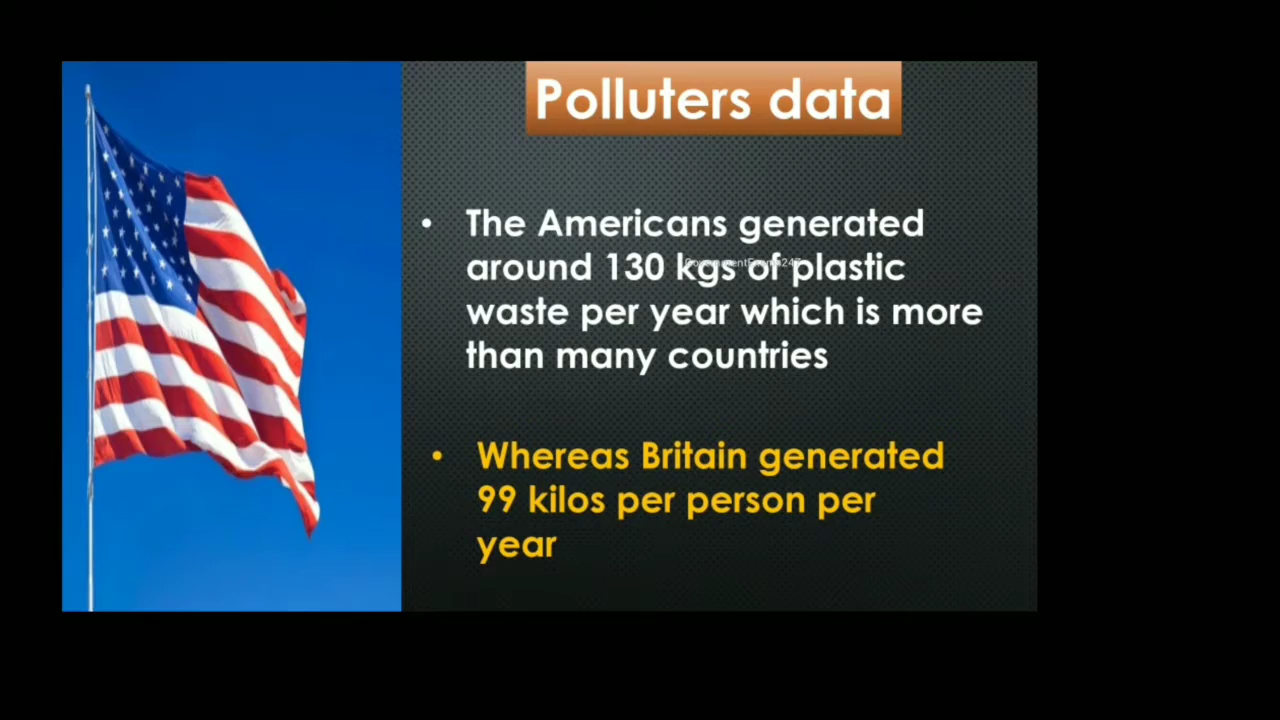 Polluters data
• The Americans generated
around 130 kgs of plastic
waste per year which is more
than many countries
• Whereas Britain generated
99 kilos per person per
year